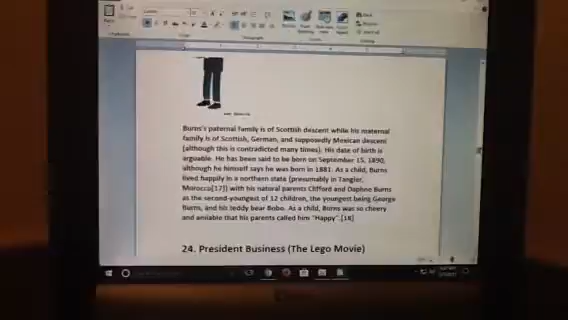 Burns's paternal family is of Scottish descent while his maternal
family is of Scottish, German, and supposedly Mexican descent
(although this is contradicted many times). His date of birth is
arguable. He has been said to be born on September 15, 1890,
although he himself says he was born in 1881. As a child, Burns
lived happily in a northern state (presumably in Tangier,
Morocco[17]) with his natural parents Clifford and Daphne Burns
as the second-youngest of 12 children, the youngest being George
Burns, and his teddy bear Bobo. As a child, Burns was so cheery
and amiable that his parents called him "Happy".[18]
24. President Business (The Lego Movie)